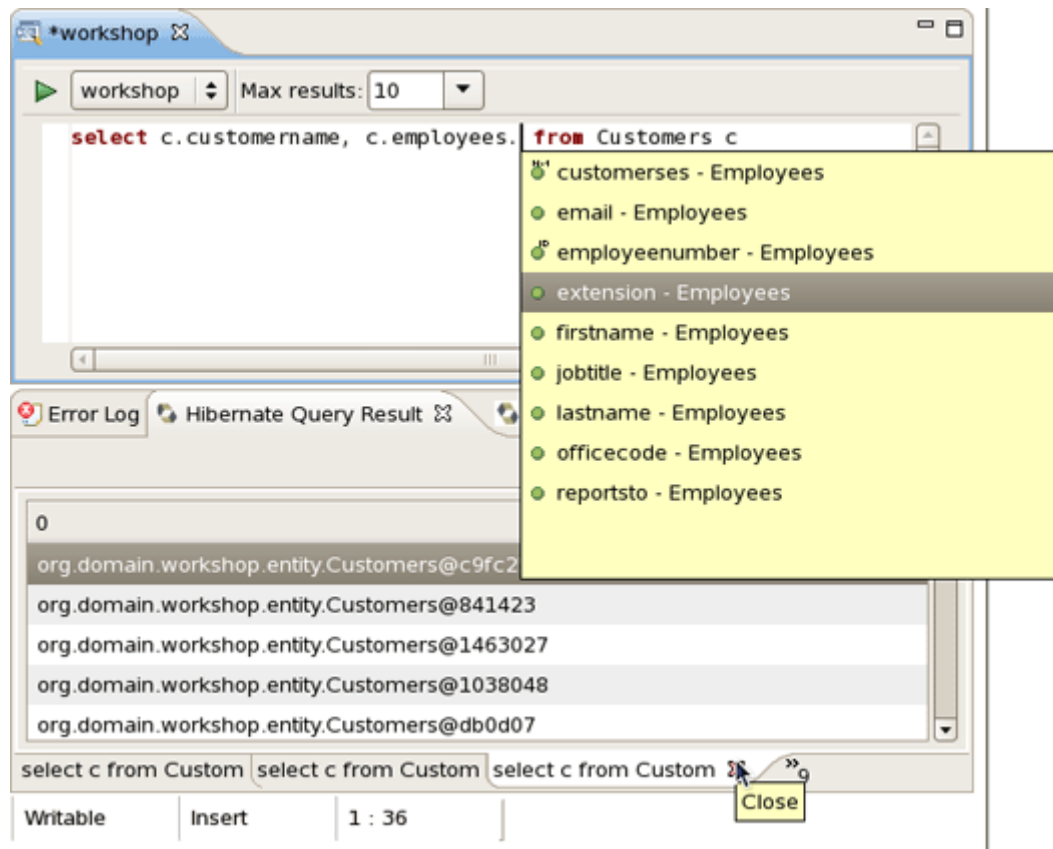 *workshop
workshop Max results: 10
select c.customername, c.employees. from Customers c
customerses - Employees
email - Employees
employeenumber - Employees
extension - Employees
firstname - Employees
jobtitle - Employees
lastname - Employees
officecode - Employees
reportsto - Employees
Error Log Hibernate Query Result
0
org.domain.workshop.entity.Customers@c9fc2
org.domain.workshop.entity.Customers@841423
org.domain.workshop.entity.Customers@1463027
org.domain.workshop.entity.Customers@1038048
org.domain.workshop.entity.Customers@db0d07
select c from Custom select c from Custom select c from Custom »9
Close
Writable Insert 1 : 36